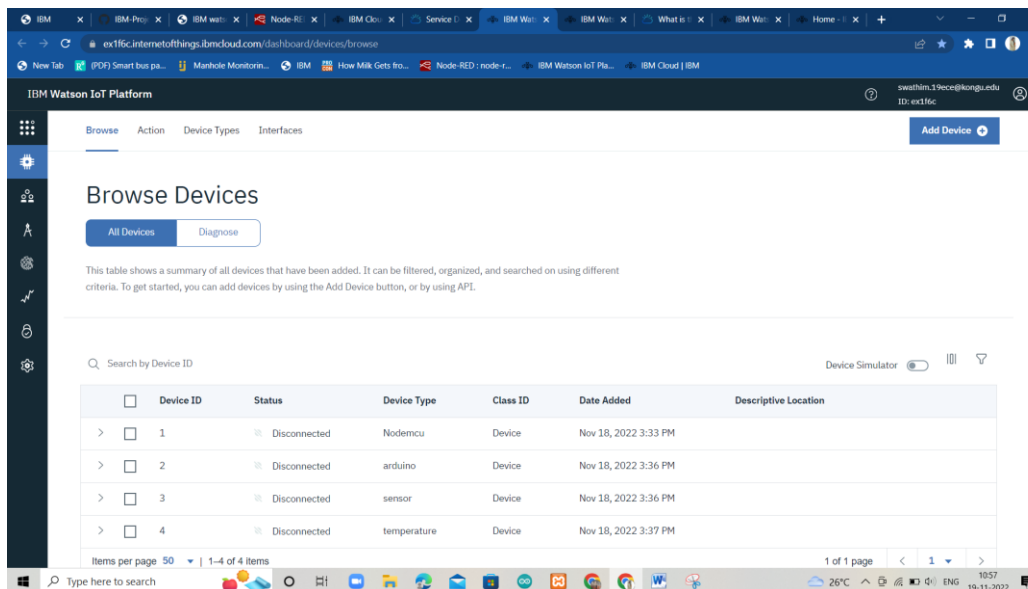 IBM
IBM-Proj
IBM wats
Node-REI
IBM Clou
Service D
IBM Wats
IBM Wats
What is t
IBM Wats
Home - I
ex1f6c.internetofthings.ibmcloud.com/dashboard/devices/browse
New Tab (PDF) Smart bus pa... Manhole Monitorin... IBM How Milk Gets fro... Node-RED : node-r... IBM Watson IoT Pla... IBM Cloud | IBM
IBM Watson IoT Platform
swathim.19ece@kongu.edu
ID: ex1f6c
Browse Action Device Types Interfaces
Add Device
Browse Devices
All Devices Diagnose
This table shows a summary of all devices that have been added. It can be filtered, organized, and searched on using different
criteria. To get started, you can add devices by using the Add Device button, or by using API.
Search by Device ID
Device Simulator
Device ID Status Device Type Class ID Date Added Descriptive Location
1 Disconnected Nodemcu Device Nov 18, 2022 3:33 PM
2 Disconnected arduino Device Nov 18, 2022 3:36 PM
3 Disconnected sensor Device Nov 18, 2022 3:36 PM
4 Disconnected temperature Device Nov 18, 2022 3:37 PM
Items per page 50 | 1–4 of 4 items
1 of 1 page 1
Type here to search
26°C ENG
10:57
19-11-2022